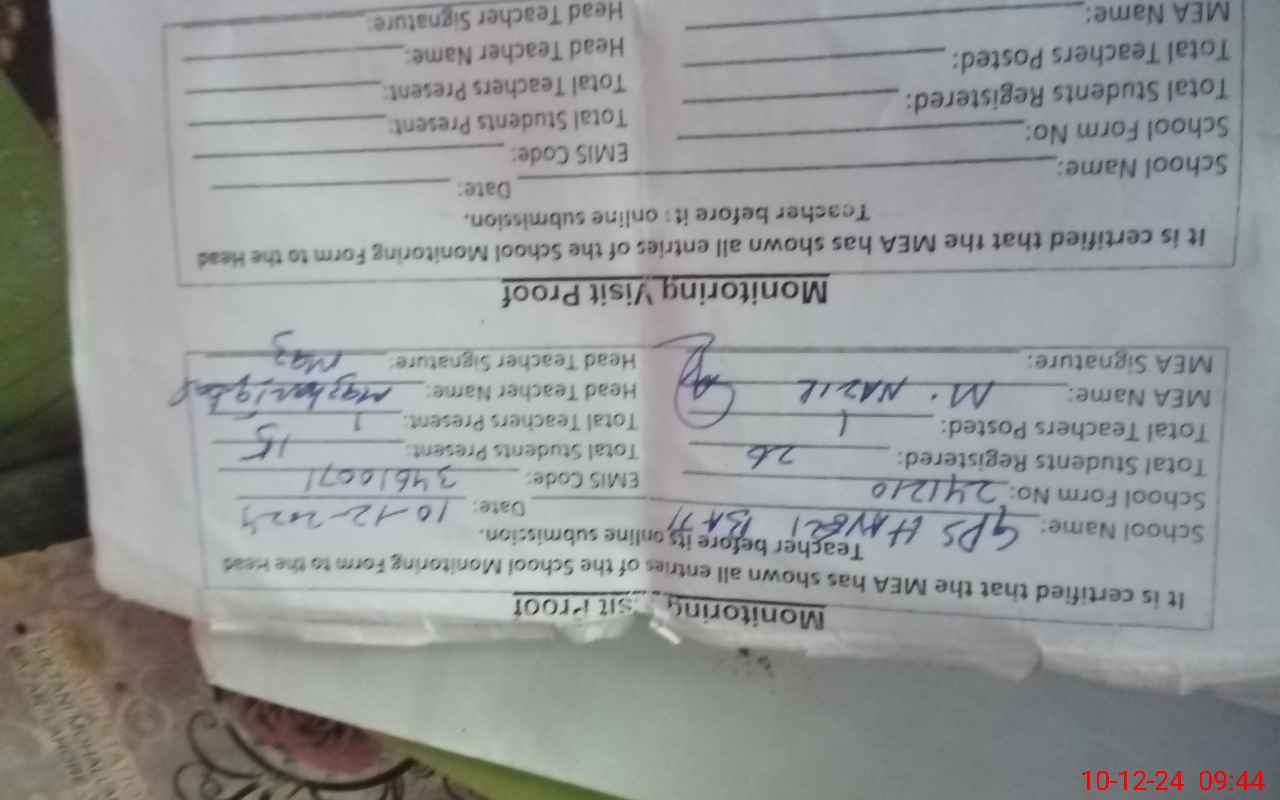 Monitoring Visit Proof
It is certified that the MEA has shown all entries of the School Monitoring Form to the Head
Teacher before its online submission.
School Name: GPS HAVELI Date: 10-12-2024
School Form No: 241210 EMIS Code: 34610071
Total Students Registered: 26 Total Students Present: 15
Total Teachers Posted: 1 Total Teachers Present: 1
MEA Name: M. NAZIR Head Teacher Name: Mazhar Iqbal
MEA Signature: Head Teacher Signature: Maz
Monitoring Visit Proof
It is certified that the MEA has shown all entries of the School Monitoring Form to the Head
Teacher before it online submission.
School Name: Date:
School Form No: EMIS Code:
Total Students Registered: Total Students Present:
Total Teachers Posted: Total Teachers Present:
MEA Name: Head Teacher Name:
Head Teacher Signature:
10-12-24 09:44